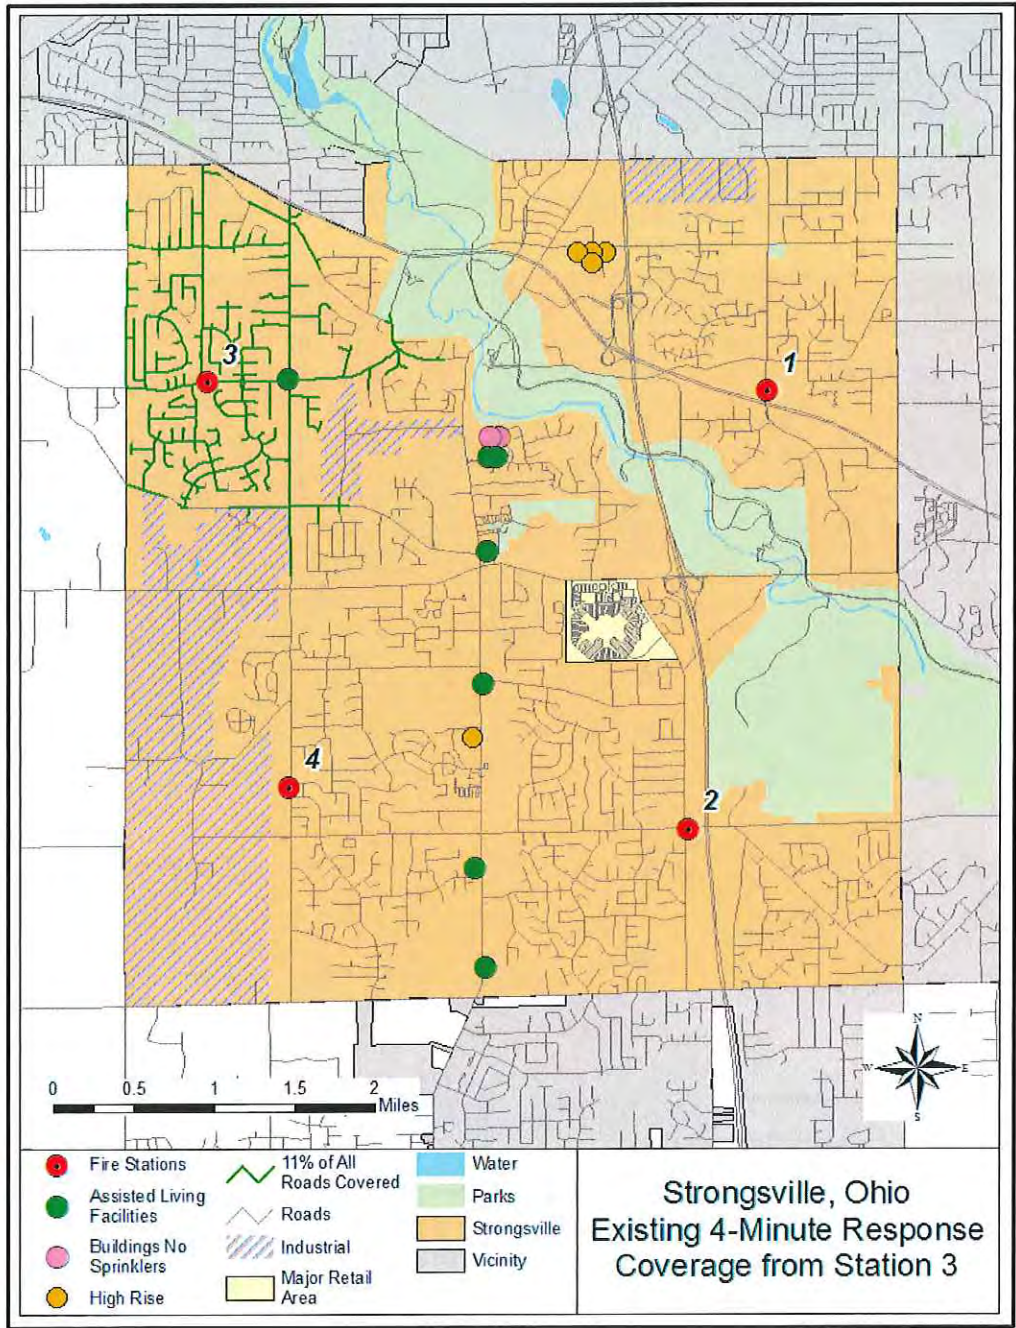 3
1
4
2
N
W
E
S
0 0.5 1 1.5 2
Miles
Fire Stations
Assisted Living
Facilities
Buildings No
Sprinklers
High Rise
11% of All
Roads Covered
Roads
Industrial
Major Retail
Area
Water
Parks
Strongsville
Vicinity
Strongsville, Ohio
Existing 4-Minute Response
Coverage from Station 3